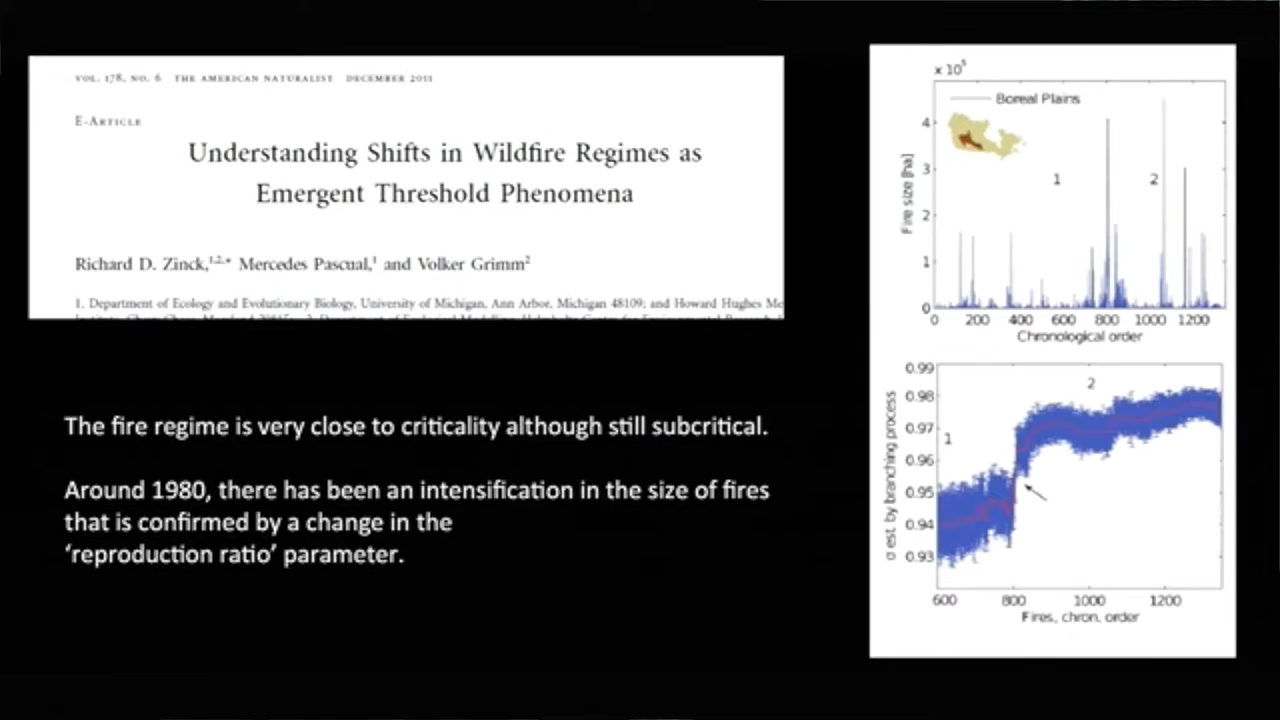 VOL. 178, NO. 6 THE AMERICAN NATURALIST DECEMBER 2011
E-Article
Understanding Shifts in Wildfire Regimes as
Emergent Threshold Phenomena
Richard D. Zinck,1,2,* Mercedes Pascual,1 and Volker Grimm2
1. Department of Ecology and Evolutionary Biology, University of Michigan, Ann Arbor, Michigan 48109; and Howard Hughes Me
The fire regime is very close to criticality although still subcritical.
Around 1980, there has been an intensification in the size of fires
that is confirmed by a change in the
‘reproduction ratio’ parameter.
Boreal Plains
1 2
Fire size [ha]
4
3
2
1
0
0 200 400 600 800 1000 1200
Chronological order
σ est. by branching process
0.99
0.98
0.97
0.96
0.95
0.94
0.93
2
1
600 800 1000 1200
Fires, chron. order